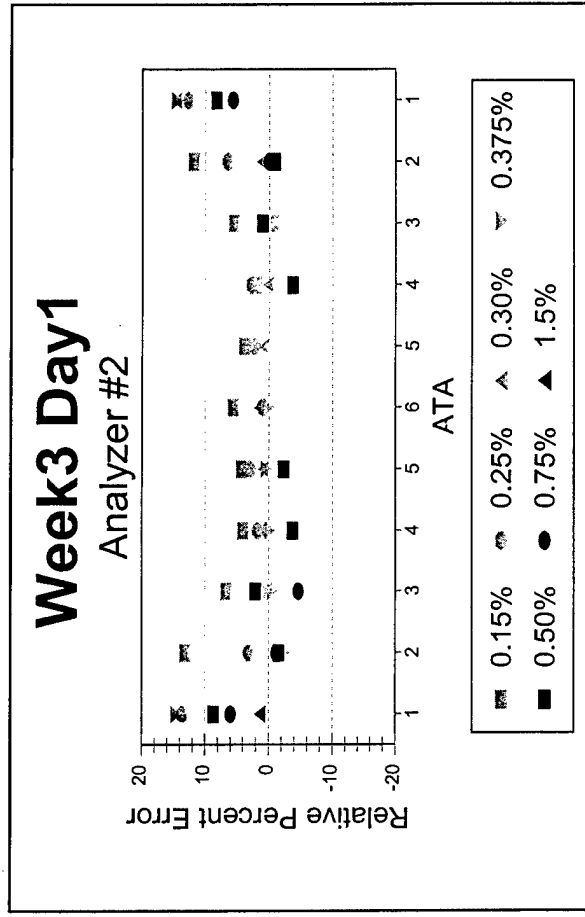 Week3 Day1
Analyzer #2
Relative Percent Error
20
10
0
-10
-20
1 2 3 4 5 6 5 4 3 2 1
ATA
0.15% 0.25% 0.30% 0.375%
0.50% 0.75% 1.5%